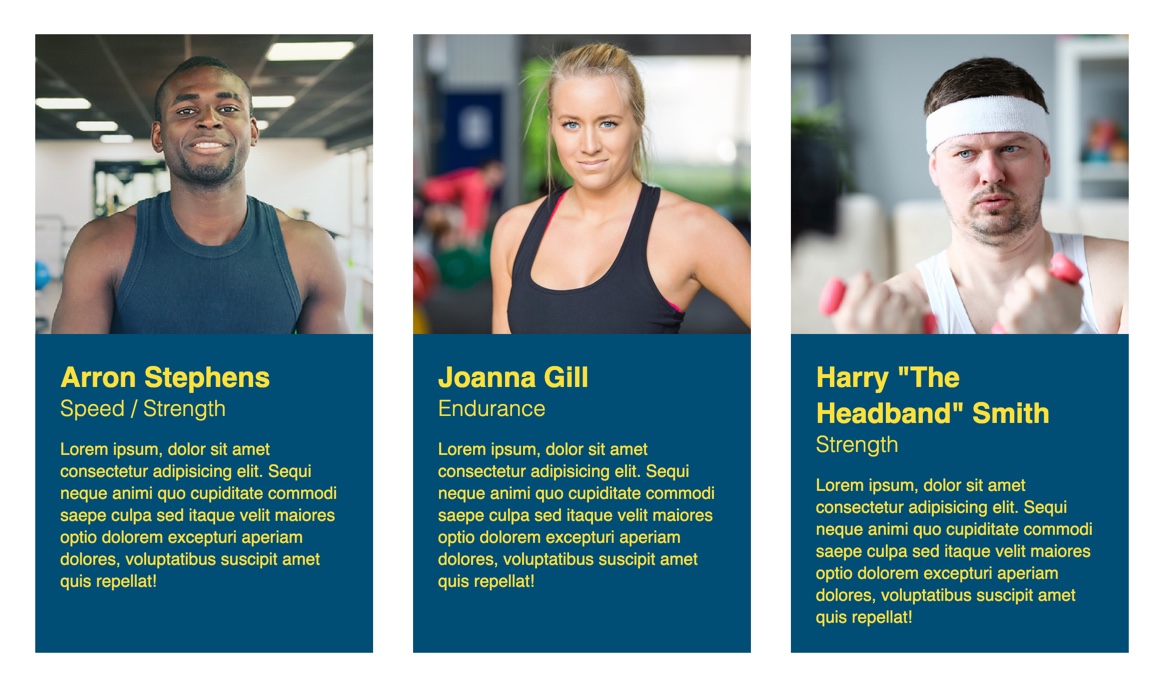 Arron Stephens
Speed / Strength
Lorem ipsum, dolor sit amet
consectetur adipisicing elit. Sequi
neque animi quo cupiditate commodi
saepe culpa sed itaque velit maiores
optio dolorem excepturi aperiam
dolores, voluptatibus suscipit amet
quis repellat!
Joanna Gill
Endurance
Lorem ipsum, dolor sit amet
consectetur adipisicing elit. Sequi
neque animi quo cupiditate commodi
saepe culpa sed itaque velit maiores
optio dolorem excepturi aperiam
dolores, voluptatibus suscipit amet
quis repellat!
Harry "The
Headband" Smith
Strength
Lorem ipsum, dolor sit amet
consectetur adipisicing elit. Sequi
neque animi quo cupiditate commodi
saepe culpa sed itaque velit maiores
optio dolorem excepturi aperiam
dolores, voluptatibus suscipit amet
quis repellat!